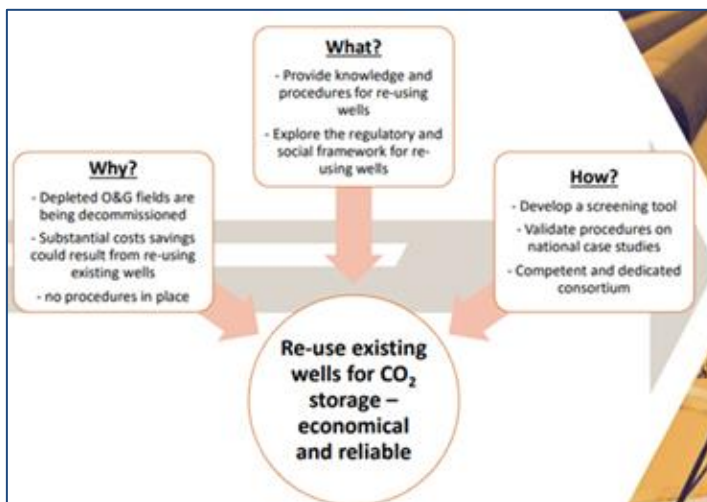 What?
- Provide knowledge and
procedures for re-using
wells
- Explore the regulatory and
social framework for re-
using wells
Why?
- Depleted O&G fields are
being decommissioned
- Substantial costs savings
could result from re-using
existing wells
- no procedures in place
How?
- Develop a screening tool
- Validate procedures on
national case studies
- Competent and dedicated
consortium
Re-use existing
wells for CO₂
storage –
economical
and reliable